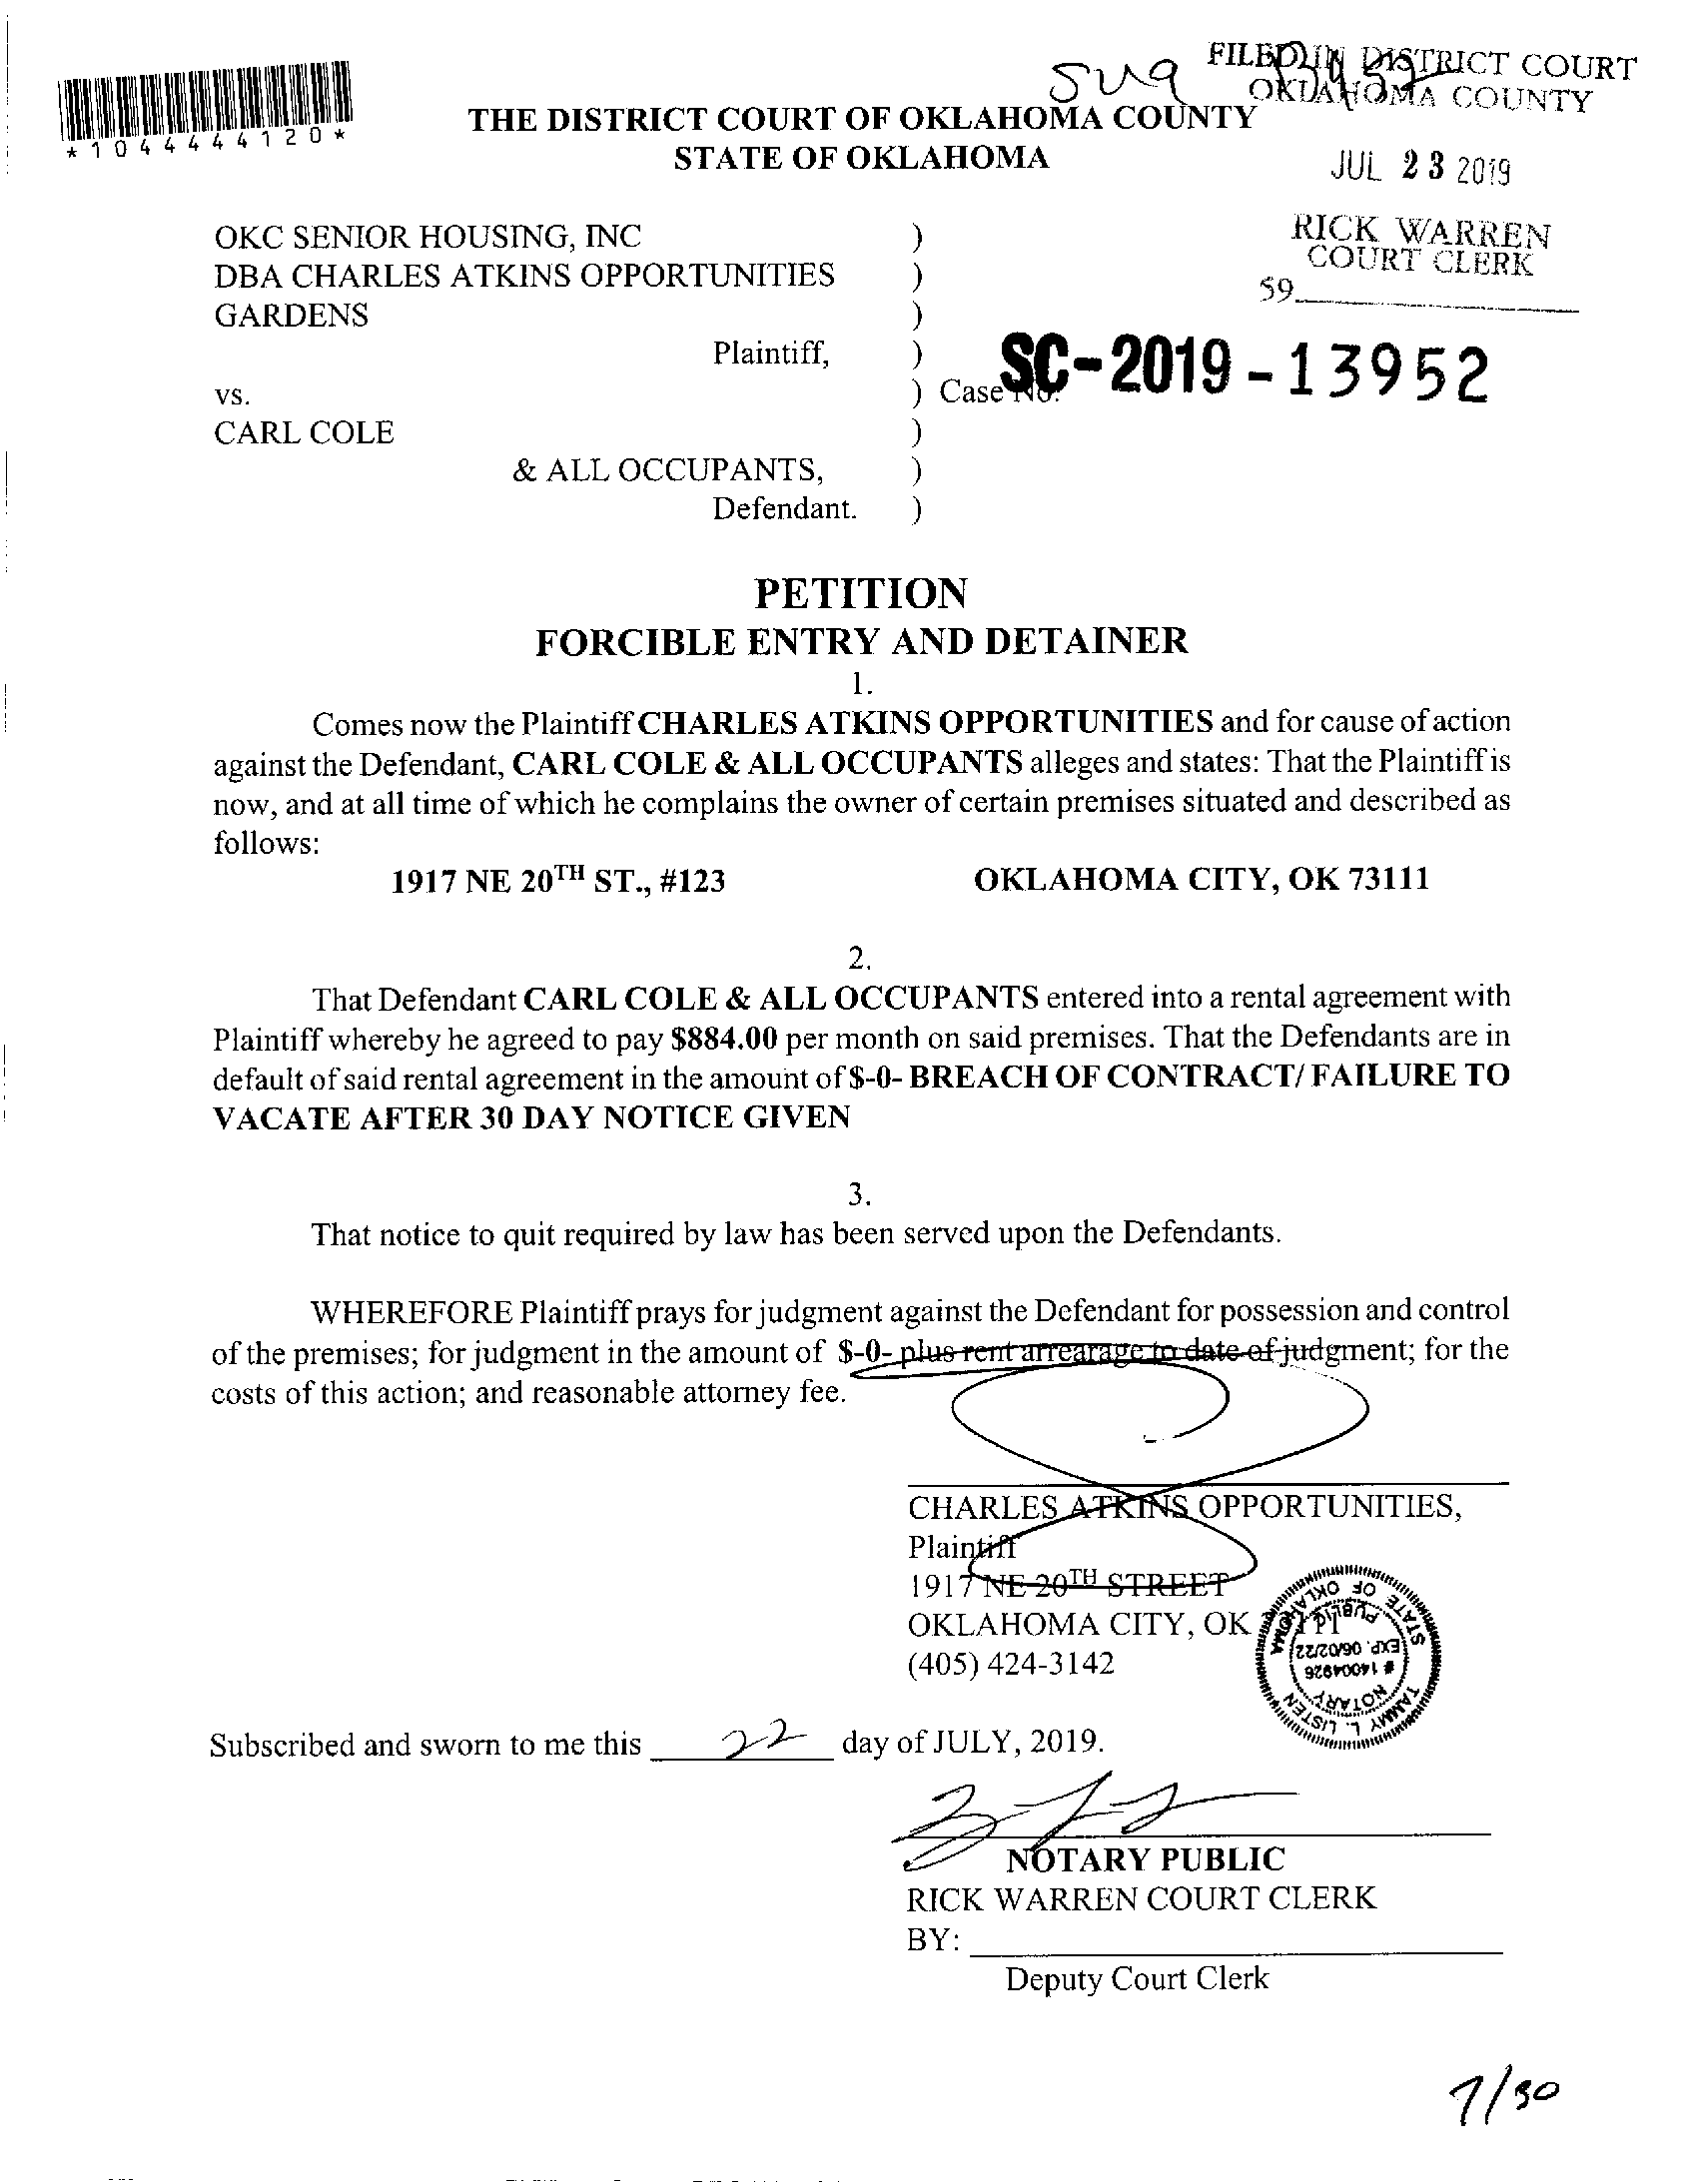 FILED IN DISTRICT COURT
OKLAHOMA COUNTY
*1044444120*
THE DISTRICT COURT OF OKLAHOMA COUNTY
STATE OF OKLAHOMA
JUL 23 2019
RICK WARREN
COURT CLERK
59
OKC SENIOR HOUSING, INC )
DBA CHARLES ATKINS OPPORTUNITIES )
GARDENS )
Plaintiff, )
vs. ) Case No. SC-2019-13952
CARL COLE )
& ALL OCCUPANTS, )
Defendant. )
PETITION
FORCIBLE ENTRY AND DETAINER
1.
Comes now the Plaintiff CHARLES ATKINS OPPORTUNITIES and for cause of action
against the Defendant, CARL COLE & ALL OCCUPANTS alleges and states: That the Plaintiff is
now, and at all time of which he complains the owner of certain premises situated and described as
follows:
1917 NE 20TH ST., #123 OKLAHOMA CITY, OK 73111
2.
That Defendant CARL COLE & ALL OCCUPANTS entered into a rental agreement with
Plaintiff whereby he agreed to pay $884.00 per month on said premises. That the Defendants are in
default of said rental agreement in the amount of $-0- BREACH OF CONTRACT/ FAILURE TO
VACATE AFTER 30 DAY NOTICE GIVEN
3.
That notice to quit required by law has been served upon the Defendants.
WHEREFORE Plaintiff prays for judgment against the Defendant for possession and control
of the premises; for judgment in the amount of $-0- plus rent arrearage to date of judgment; for the
costs of this action; and reasonable attorney fee.
CHARLES ATKINS OPPORTUNITIES,
Plaintiff
1917 NE 20TH STREET
OKLAHOMA CITY, OK
(405) 424-3142
TAMMY L. LISTEN
NOTARY
# 14004926
EXP. 06/02/22
PUBLIC
STATE OF OKLAHOMA
Subscribed and sworn to me this 22 day of JULY, 2019.
NOTARY PUBLIC
RICK WARREN COURT CLERK
BY:
Deputy Court Clerk
7/30